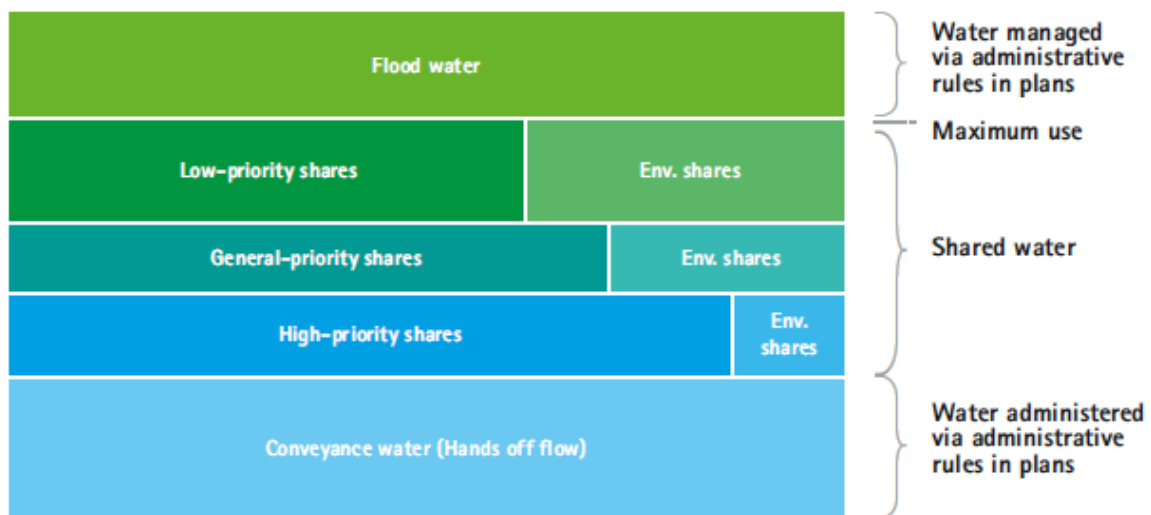 Flood water
Water managed
via administrative
rules in plans
Maximum use
Low-priority shares
Env. shares
General-priority shares
Env. shares
Shared water
High-priority shares
Env.
shares
Conveyance water (Hands off flow)
Water administered
via administrative
rules in plans